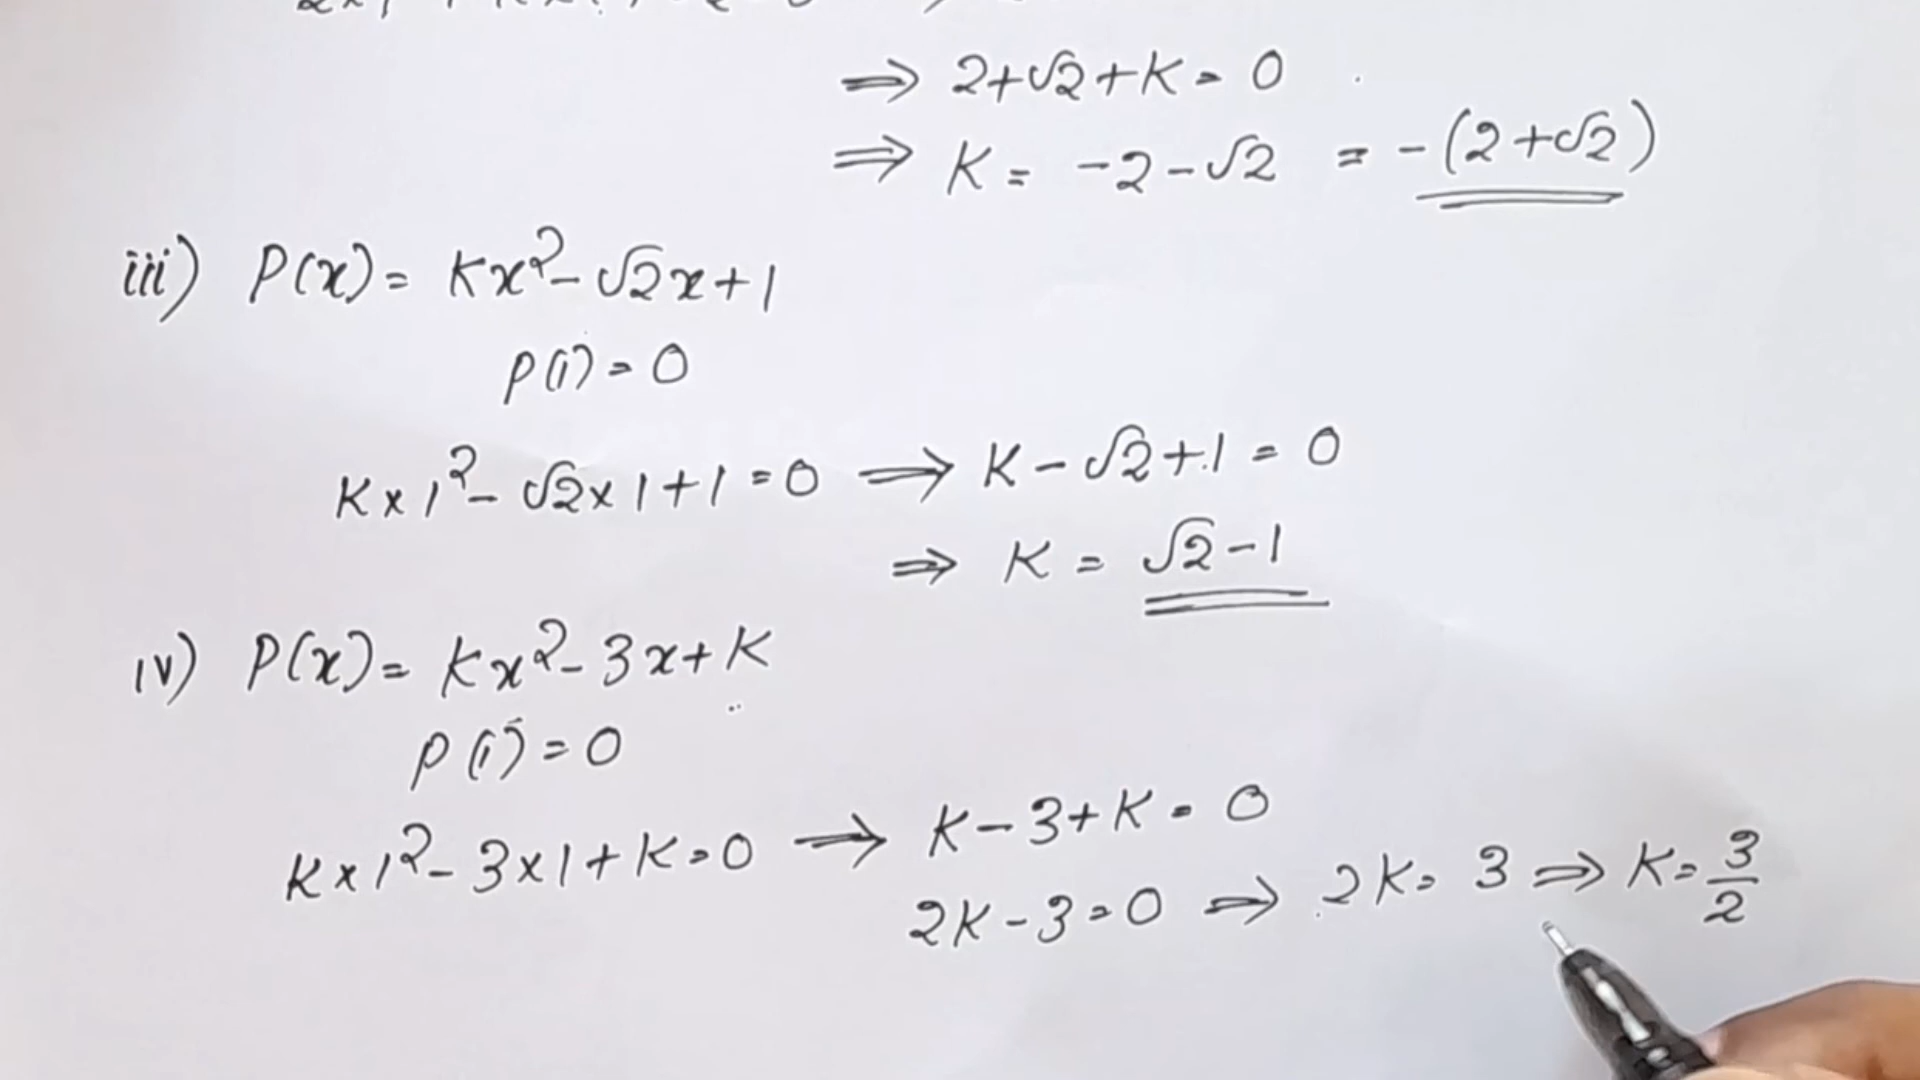 ⇒ 2+√2+K = 0
⇒ K = -2-√2 = -(2+√2)
iii) P(x) = Kx²-√2x+1
P(1) = 0
K×1²-√2×1+1 = 0 ⇒ K-√2+1 = 0
⇒ K = √2-1
iv) P(x) = Kx²-3x+K
P(1) = 0
K×1²-3×1+K = 0 → K-3+K = 0
2K-3 = 0 ⇒ 2K = 3 ⇒ K = 3/2